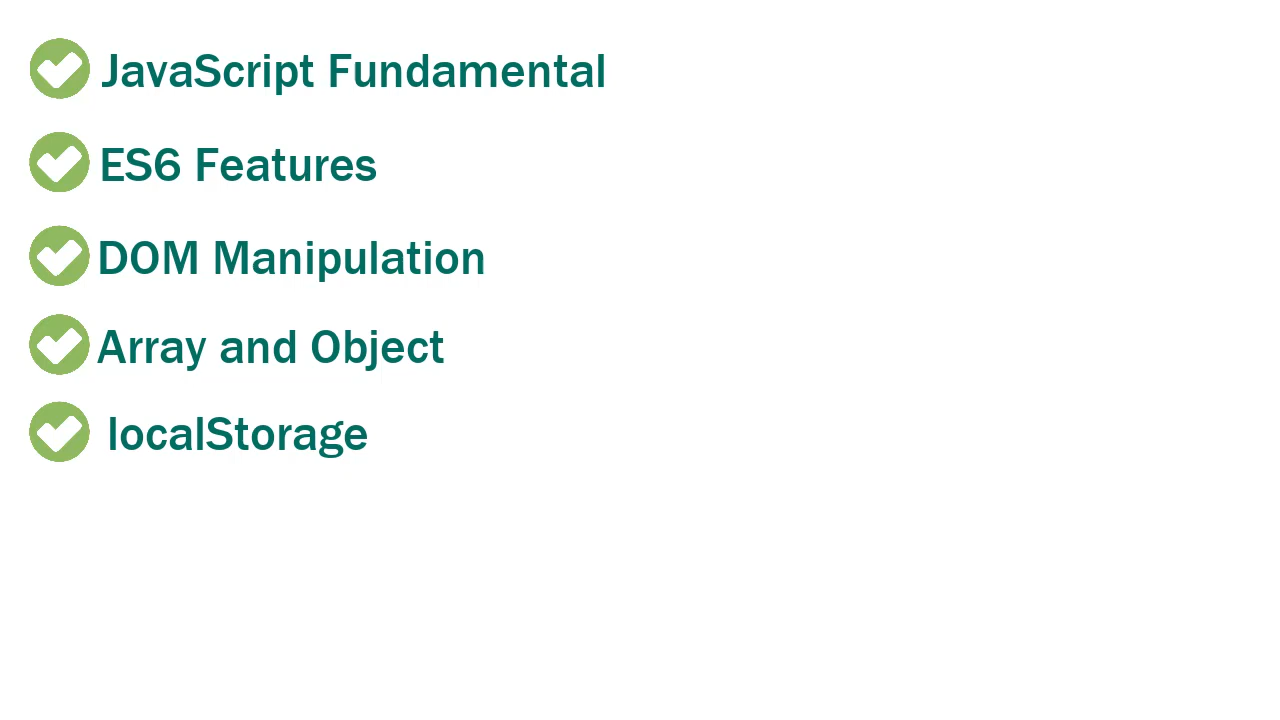 JavaScript Fundamental
ES6 Features
DOM Manipulation
Array and Object
localStorage